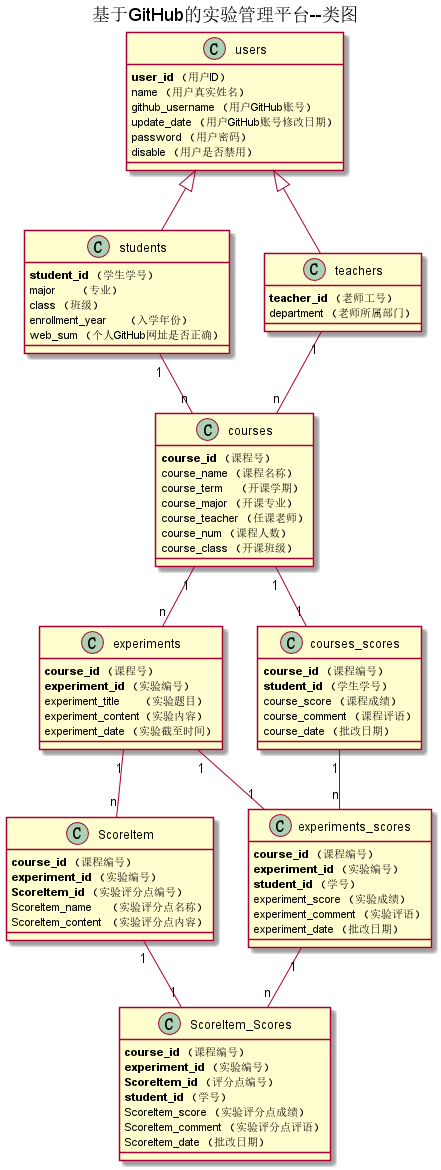 基于GitHub的实验管理平台--类图
C users
user_id （用户ID）
name （用户真实姓名）
github_username （用户GitHub账号）
update_date （用户GitHub账号修改日期）
password （用户密码）
disable （用户是否禁用）
C students
student_id （学生学号）
major （专业）
class （班级）
enrollment_year （入学年份）
web_sum （个人GitHub网址是否正确）
C teachers
teacher_id （老师工号）
department （老师所属部门）
1
n
1
n
C courses
course_id （课程号）
course_name （课程名称）
course_term （开课学期）
course_major （开课专业）
course_teacher （任课老师）
course_num （课程人数）
course_class （开课班级）
1
n
1
1
C experiments
course_id （课程号）
experiment_id （实验编号）
experiment_title （实验题目）
experiment_content（实验内容）
experiment_date （实验截至时间）
C courses_scores
course_id （课程编号）
student_id （学生学号）
course_score （课程成绩）
course_comment （课程评语）
course_date （批改日期）
1
n
1
1
1
n
C ScoreItem
course_id （课程编号）
experiment_id （实验编号）
ScoreItem_id （实验评分点编号）
ScoreItem_name （实验评分点名称）
ScoreItem_content （实验评分点内容）
C experiments_scores
course_id （课程编号）
experiment_id （实验编号）
student_id （学号）
experiment_score （实验成绩）
experiment_comment （实验评语）
experiment_date （批改日期）
1
1
1
n
C ScoreItem_Scores
course_id （课程编号）
experiment_id （实验编号）
ScoreItem_id （评分点编号）
student_id （学号）
ScoreItem_score （实验评分点成绩）
ScoreItem_comment （实验评分点评语）
ScoreItem_date （批改日期）